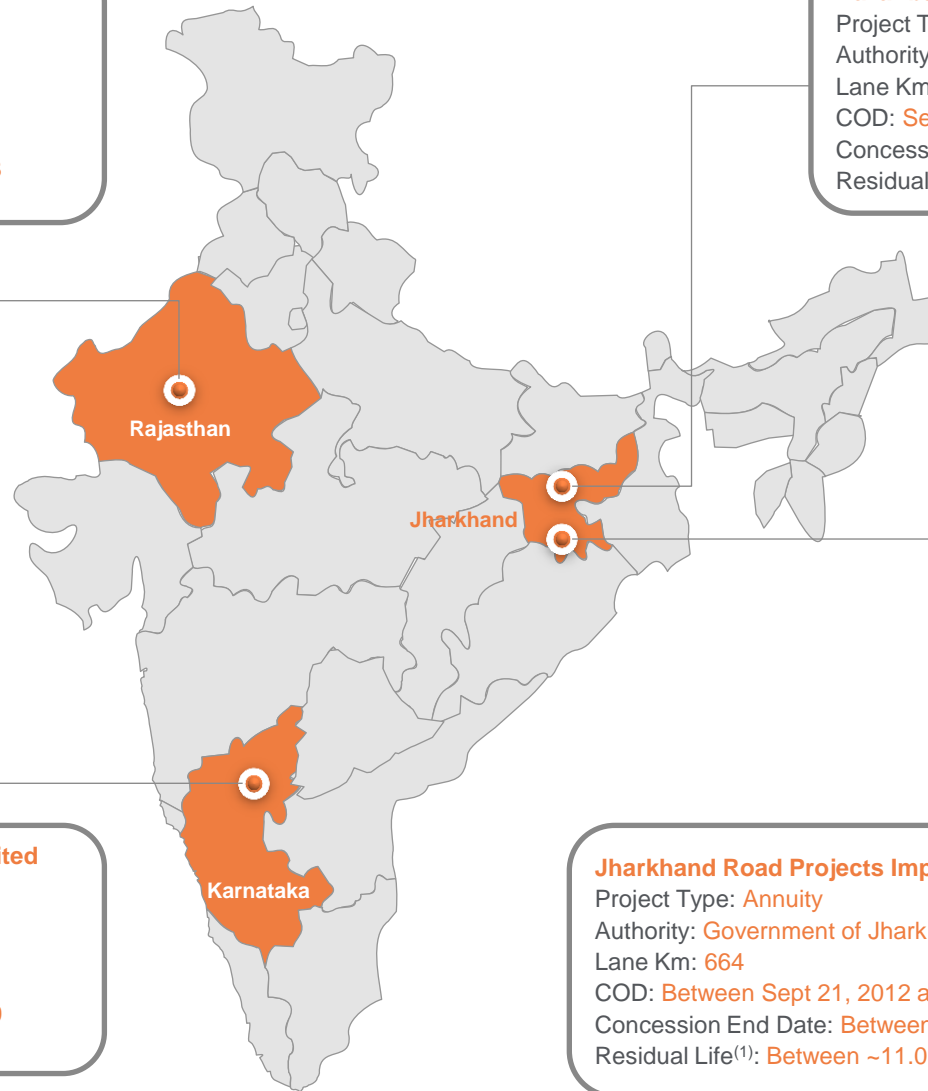 Project T
Authority
Lane Km
COD: Se
Concess
Residual
Rajasthan
Jharkhand
Karnataka
ited
Jharkhand Road Projects Imp
Project Type: Annuity
Authority: Government of Jhark
Lane Km: 664
COD: Between Sept 21, 2012 a
Concession End Date: Between
Residual Life(1): Between ~11.0